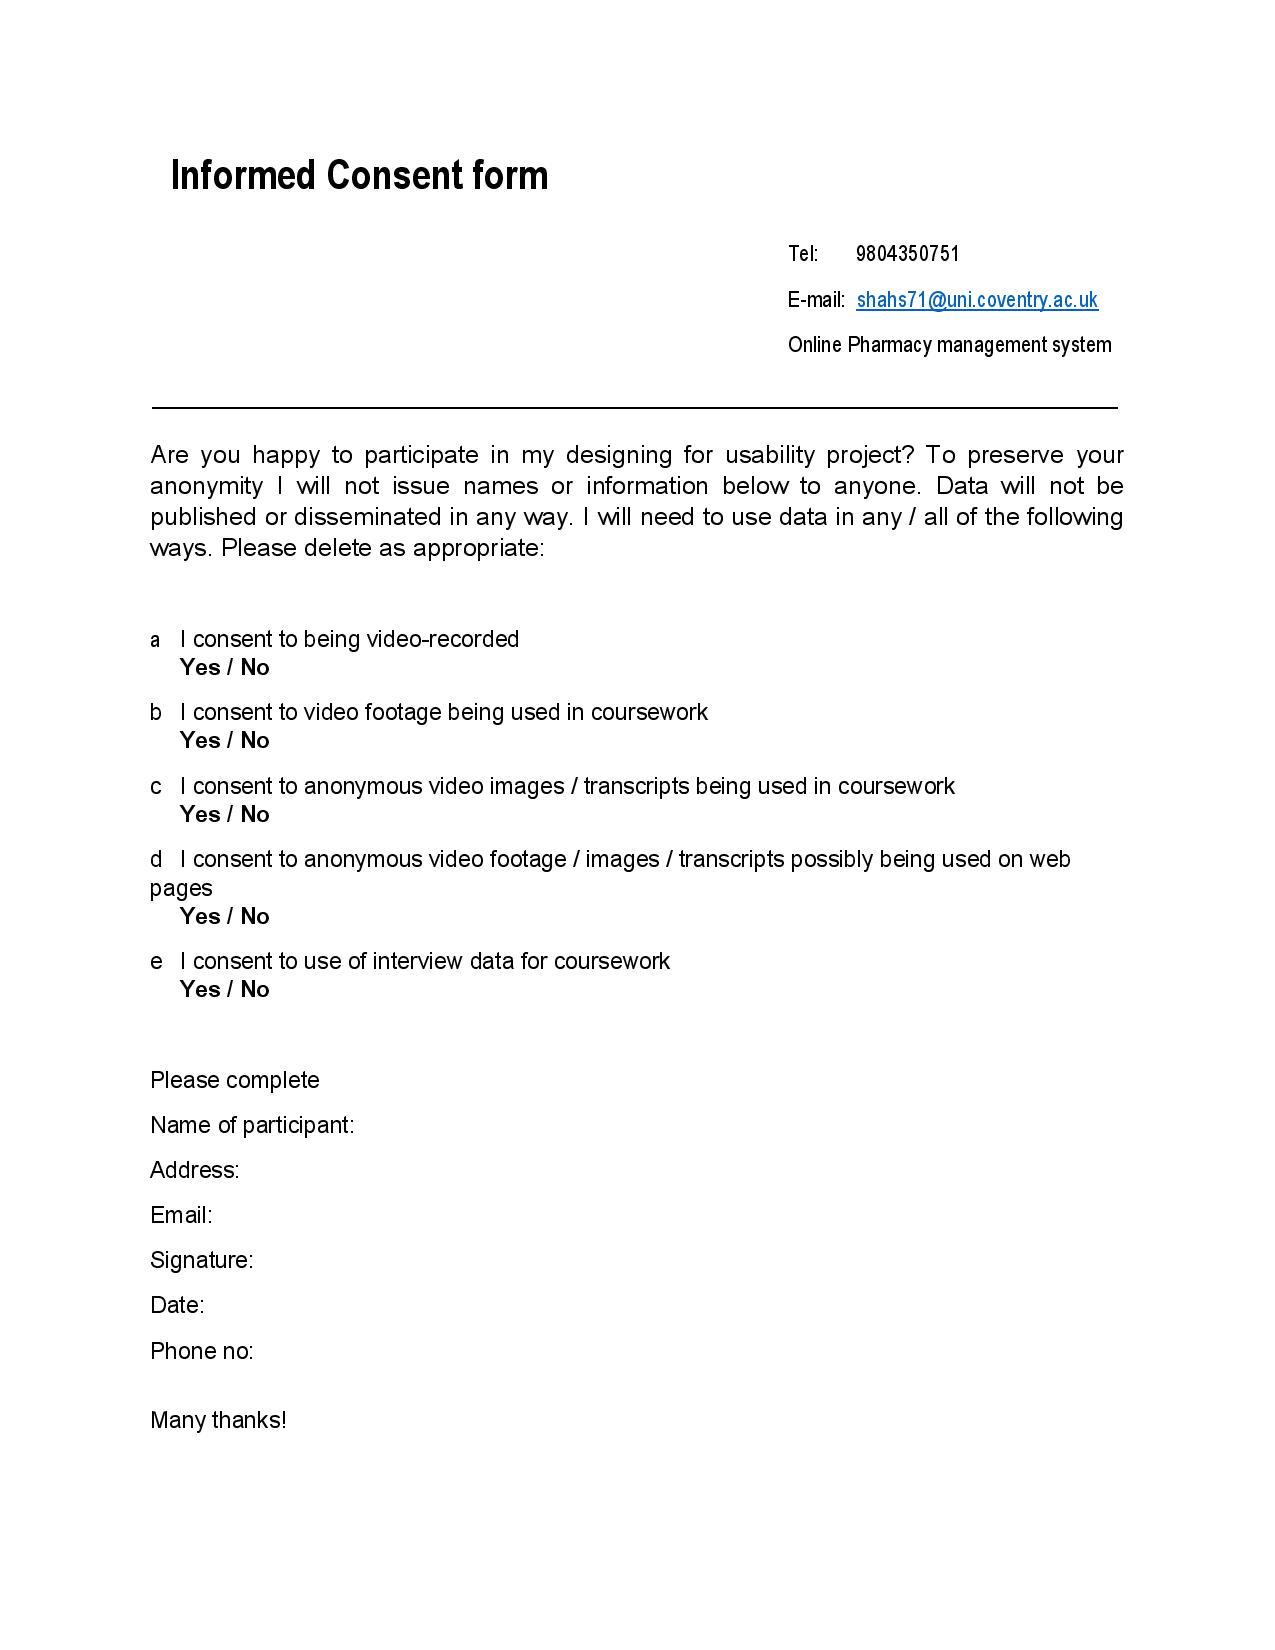 Informed Consent form
Tel: 9804350751
E-mail: shahs71@uni.coventry.ac.uk
Online Pharmacy management system
Are you happy to participate in my designing for usability project? To preserve your
anonymity I will not issue names or information below to anyone. Data will not be
published or disseminated in any way. I will need to use data in any / all of the following
ways. Please delete as appropriate:
a I consent to being video-recorded
Yes / No
b I consent to video footage being used in coursework
Yes / No
c I consent to anonymous video images / transcripts being used in coursework
Yes / No
d I consent to anonymous video footage / images / transcripts possibly being used on web
pages
Yes / No
e I consent to use of interview data for coursework
Yes / No
Please complete
Name of participant:
Address:
Email:
Signature:
Date:
Phone no:
Many thanks!